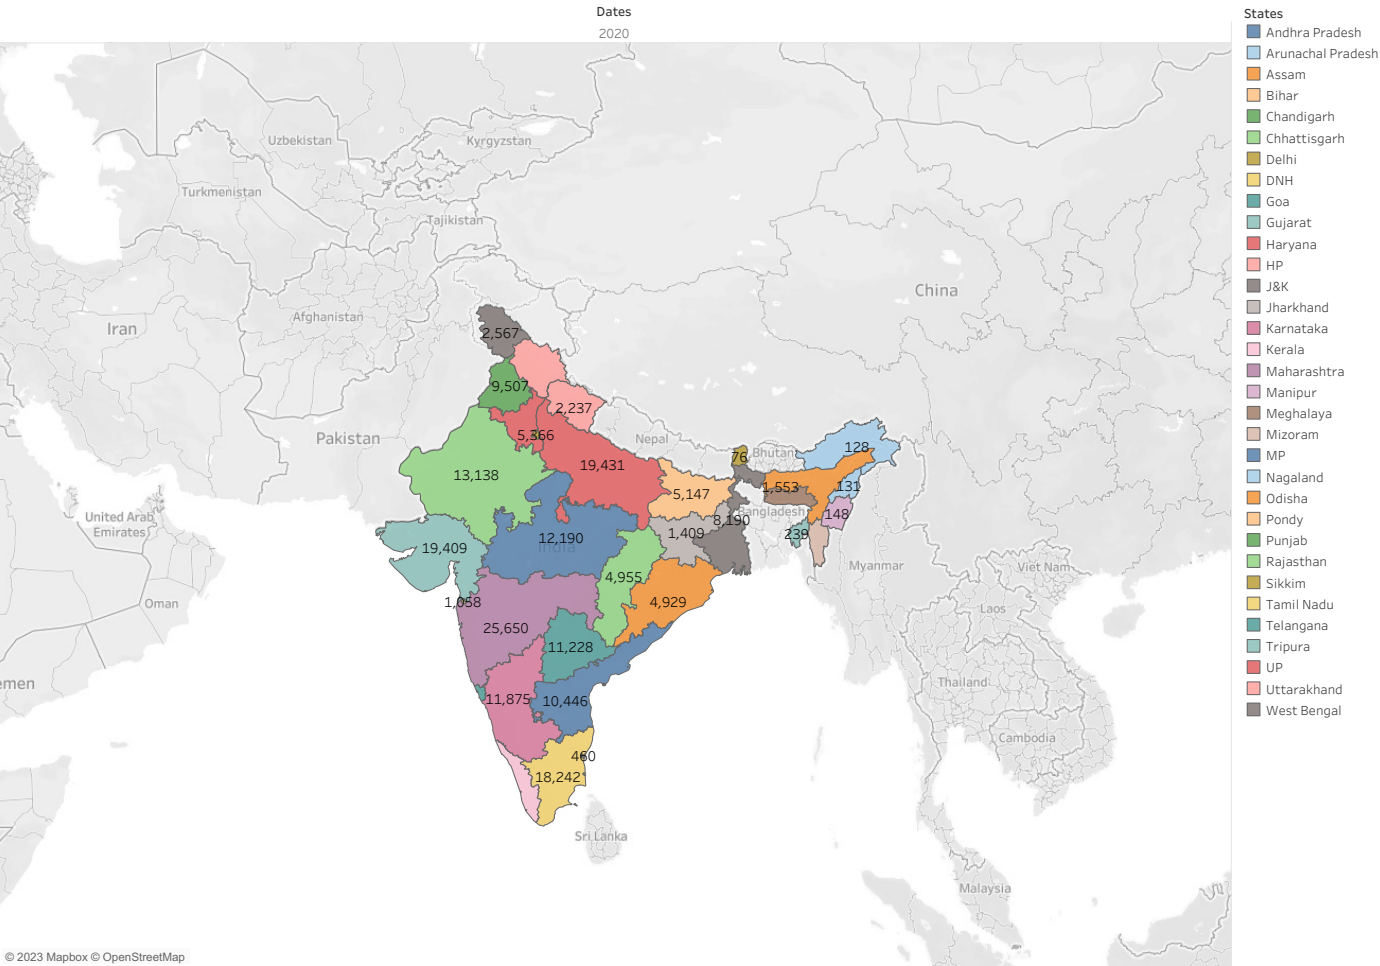 Dates
2020
Uzbekistan
Kyrgyzstan
Turkmenistan
Tajikistan
China
Afghanistan
Iran
Pakistan
Nepal
Bhutan
Bangladesh
United Arab
Emirates
Oman
emen
India
Myanmar
Viet Nam
Laos
Thailand
Cambodia
Sri Lanka
Malaysia
2,567
9,507
2,237
5,366
19,431
13,138
128
76
5,147
1,553
131
148
8,190
239
1,409
12,190
19,409
4,955
1,058
4,929
25,650
11,228
11,875
10,446
460
18,242
© 2023 Mapbox © OpenStreetMap
States
Andhra Pradesh
Arunachal Pradesh
Assam
Bihar
Chandigarh
Chhattisgarh
Delhi
DNH
Goa
Gujarat
Haryana
HP
J&K
Jharkhand
Karnataka
Kerala
Maharashtra
Manipur
Meghalaya
Mizoram
MP
Nagaland
Odisha
Pondy
Punjab
Rajasthan
Sikkim
Tamil Nadu
Telangana
Tripura
UP
Uttarakhand
West Bengal